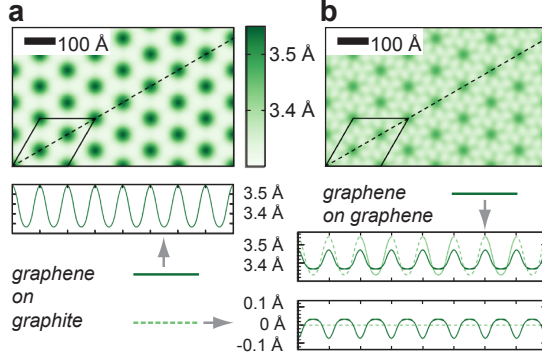 a
100 Å
3.5 Å
3.4 Å
b
100 Å
3.5 Å
3.4 Å
graphene
on
graphite
graphene
on graphene
3.5 Å
3.4 Å
0.1 Å
0 Å
-0.1 Å